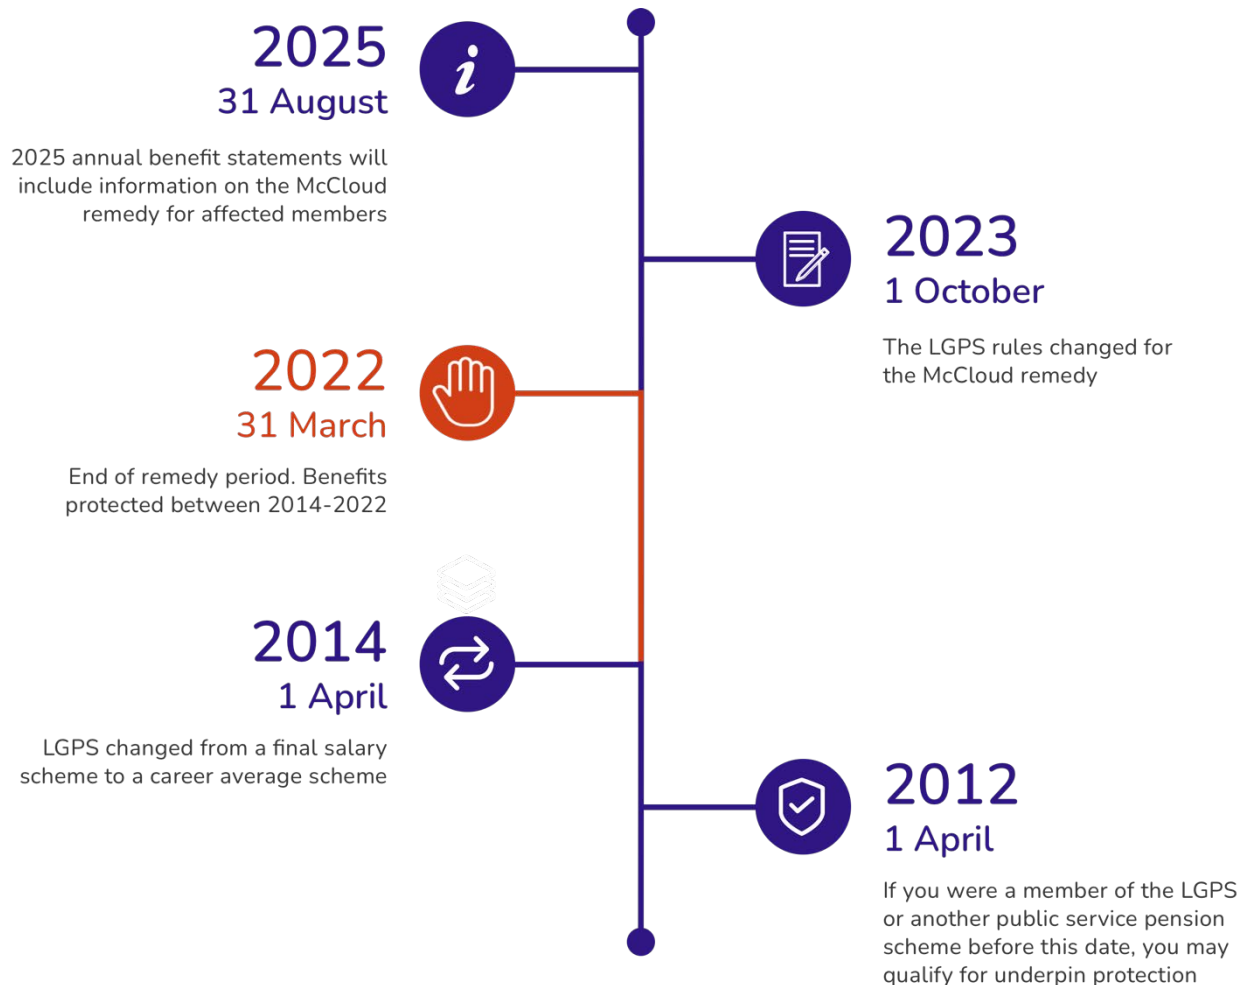 2025
31 August
2025 annual benefit statements will
include information on the McCloud
remedy for affected members
2023
1 October
The LGPS rules changed for
the McCloud remedy
2022
31 March
End of remedy period. Benefits
protected between 2014-2022
2014
1 April
LGPS changed from a final salary
scheme to a career average scheme
2012
1 April
If you were a member of the LGPS
or another public service pension
scheme before this date, you may
qualify for underpin protection